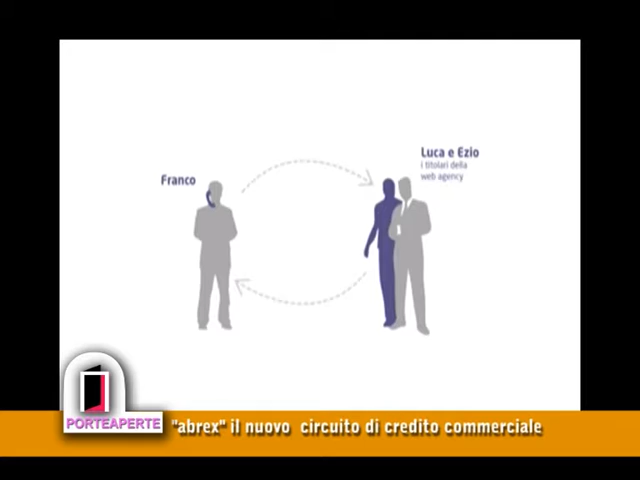 Franco
Luca e Ezio
i titolari della
web agency
PORTEAPERTE
"abrex" il nuovo circuito di credito commerciale